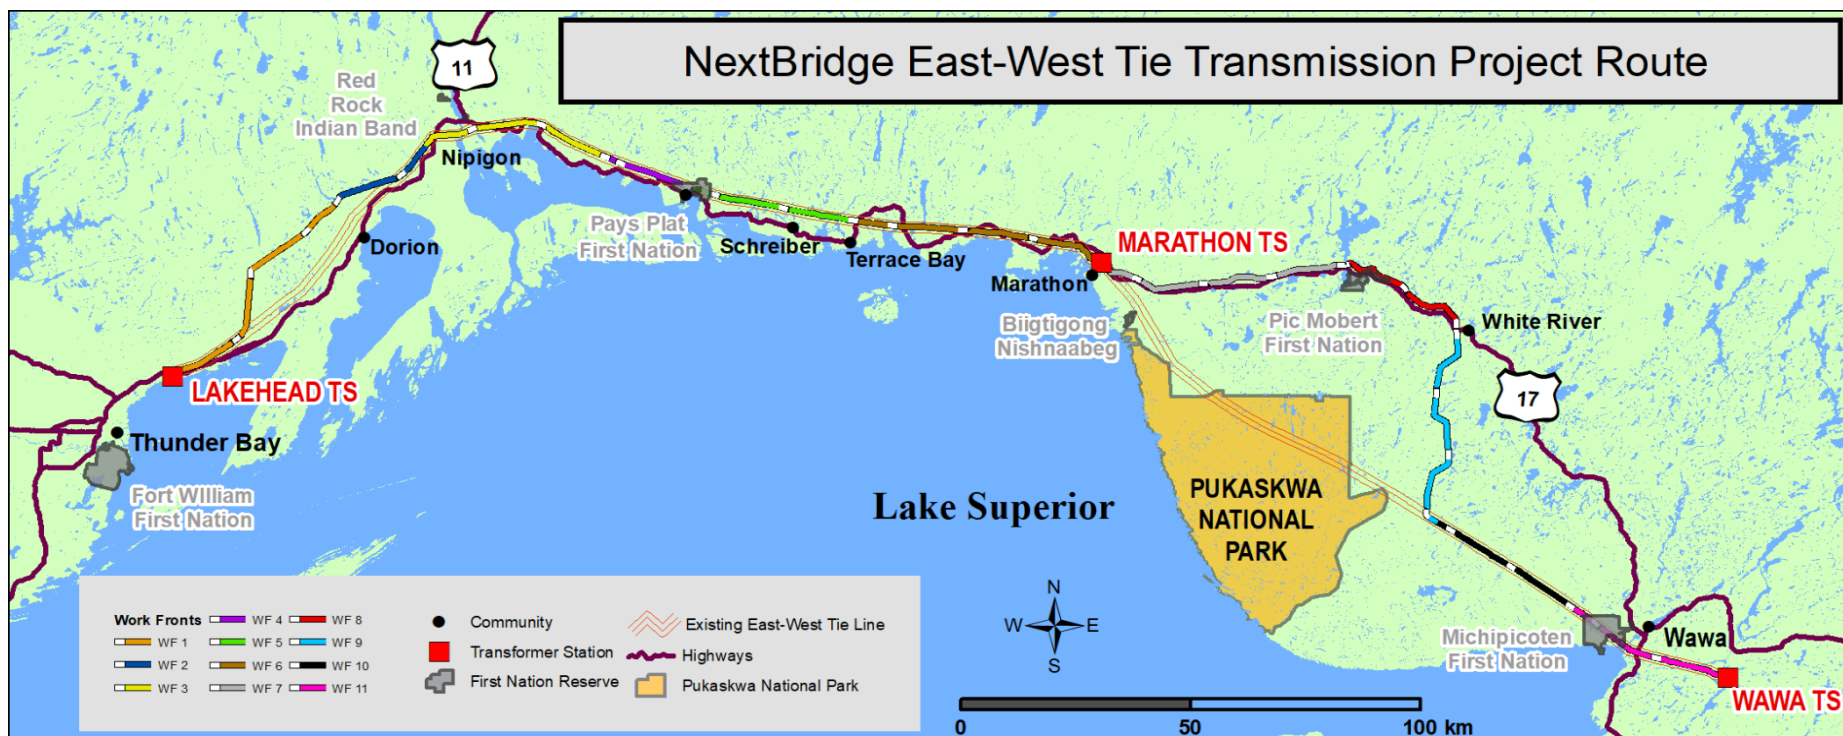 NextBridge East-West Tie Transmission Project Route
11
Red
Rock
Indian Band
Nipigon
Dorion
Pays Plat
First Nation
Schreiber
Terrace Bay
MARATHON TS
Marathon
Biigtigong
Nishnaabeg
Pic Mobert
First Nation
White River
17
LAKEHEAD TS
Thunder Bay
Fort WIlliam
First Nation
Lake Superior
PUKASKWA
NATIONAL
PARK
Michipicoten
First Nation
Wawa
WAWA TS
Work Fronts
WF 1
WF 2
WF 3
WF 4
WF 5
WF 6
WF 7
WF 8
WF 9
WF 10
WF 11
Community
Transformer Station
First Nation Reserve
Existing East-West Tie Line
Highways
Pukaskwa National Park
N
W
E
S
0
50
100 km